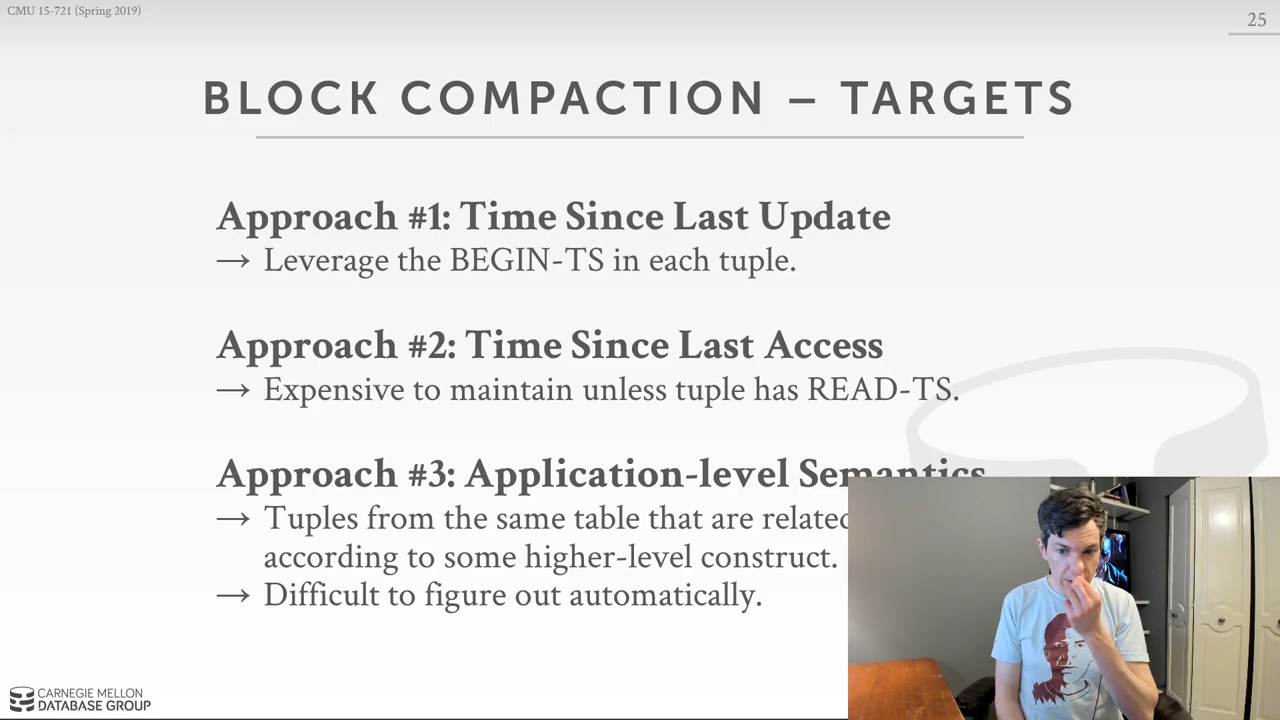 CMU 15-721 (Spring 2019)
25
BLOCK COMPACTION – TARGETS
Approach #1: Time Since Last Update
→ Leverage the BEGIN-TS in each tuple.
Approach #2: Time Since Last Access
→ Expensive to maintain unless tuple has READ-TS.
Approach #3: Application-level Semantics
→ Tuples from the same table that are related
according to some higher-level construct.
→ Difficult to figure out automatically.
CARNEGIE MELLON
DATABASE GROUP